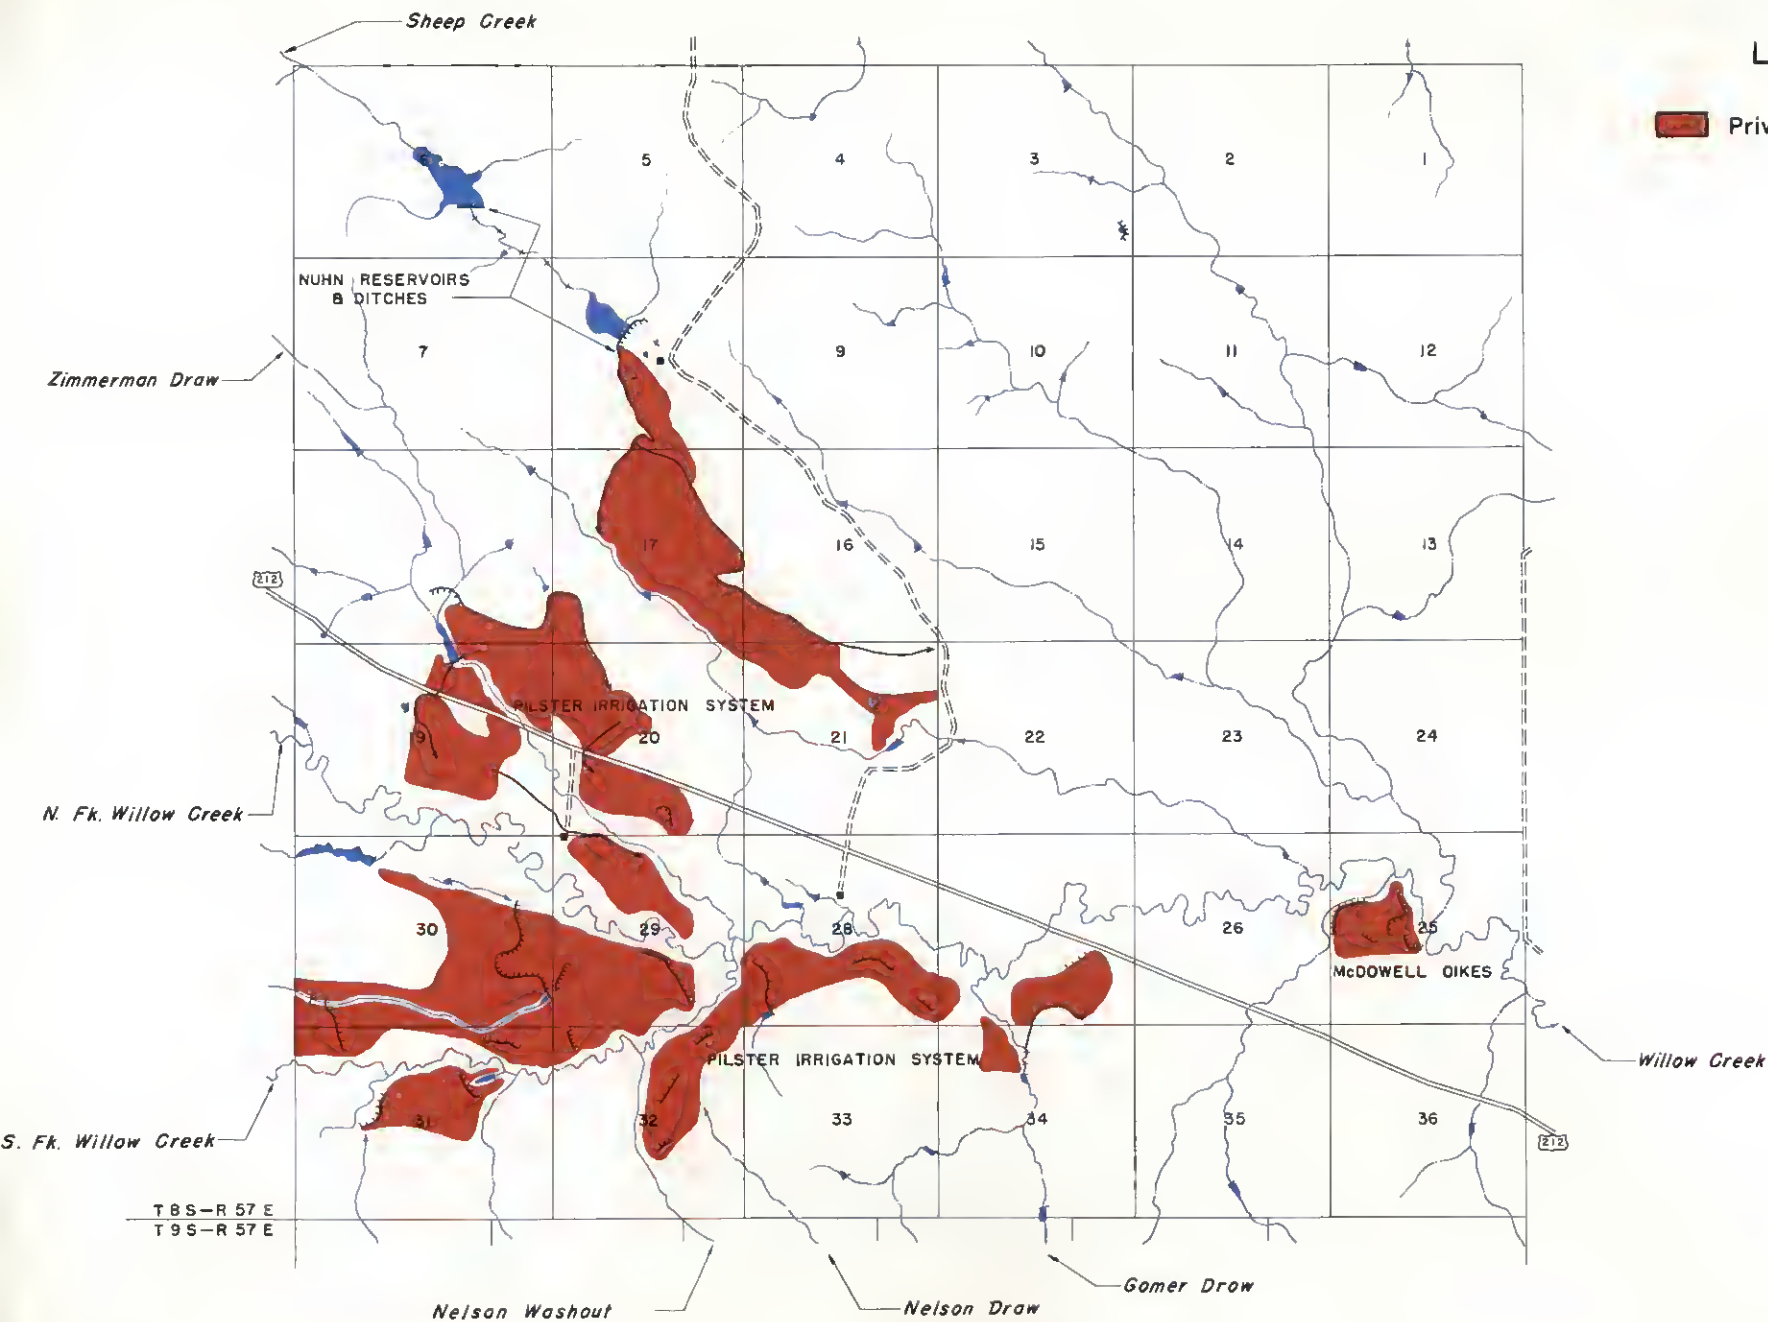 Sheep Creek
L
Priv
6
5
4
3
2
1
NUHN RESERVOIRS
& DITCHES
7
9
10
11
12
Zimmerman Draw
17
16
15
14
13
212
PILSTER IRRIGATION SYSTEM
19
20
21
22
23
24
N. Fk. Willow Creek
30
29
28
26
25
McDOWELL DIKES
PILSTER IRRIGATION SYSTEM
Willow Creek
31
32
33
34
35
36
212
S. Fk. Willow Creek
T 8 S – R 57 E
T 9 S – R 57 E
Gomer Draw
Nelson Washout
Nelson Draw